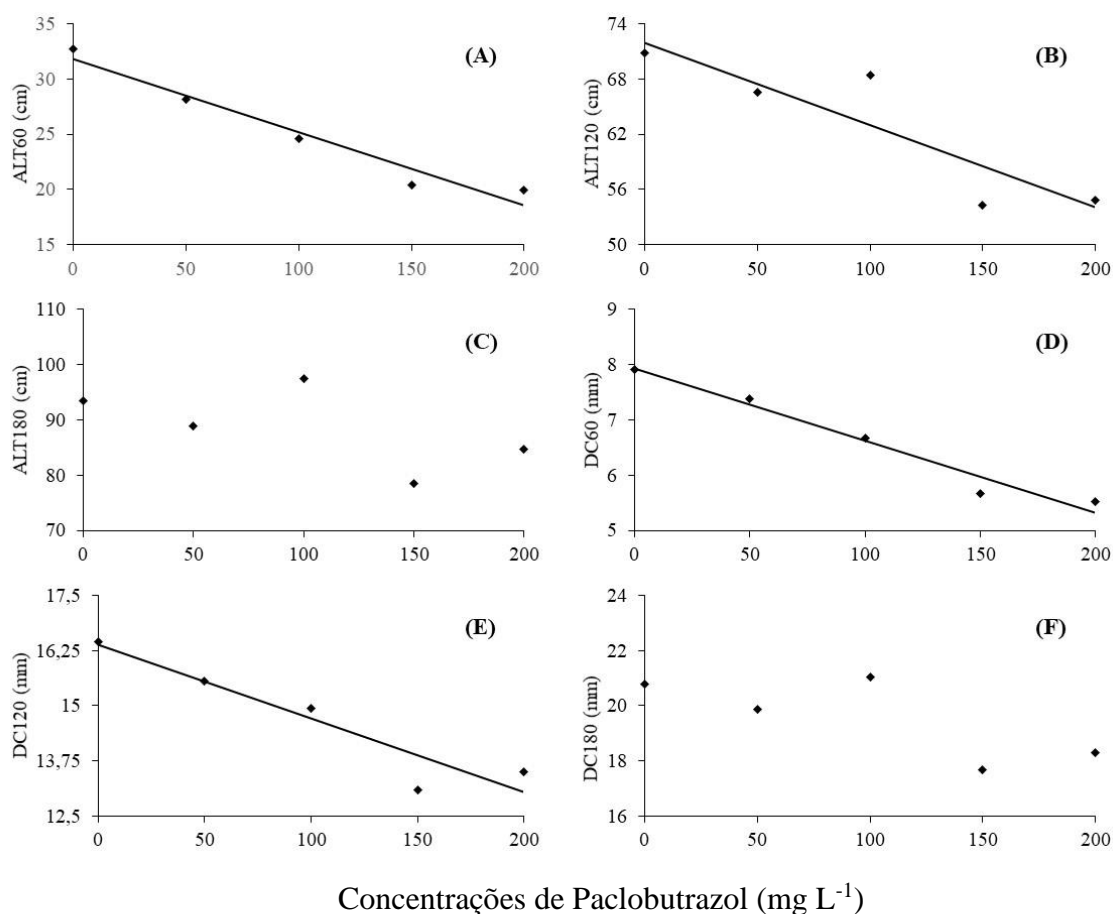 35
30
25
20
15
ALT60 (cm)
(A)
0 50 100 150 200
74
68
62
56
50
ALT120 (cm)
(B)
0 50 100 150 200
110
100
90
80
70
ALT180 (cm)
(C)
0 50 100 150 200
9
8
7
6
5
DC60 (mm)
(D)
0 50 100 150 200
17,5
16,25
15
13,75
12,5
DC120 (mm)
(E)
0 50 100 150 200
24
22
20
18
16
DC180 (mm)
(F)
0 50 100 150 200
Concentrações de Paclobutrazol (mg L⁻¹)